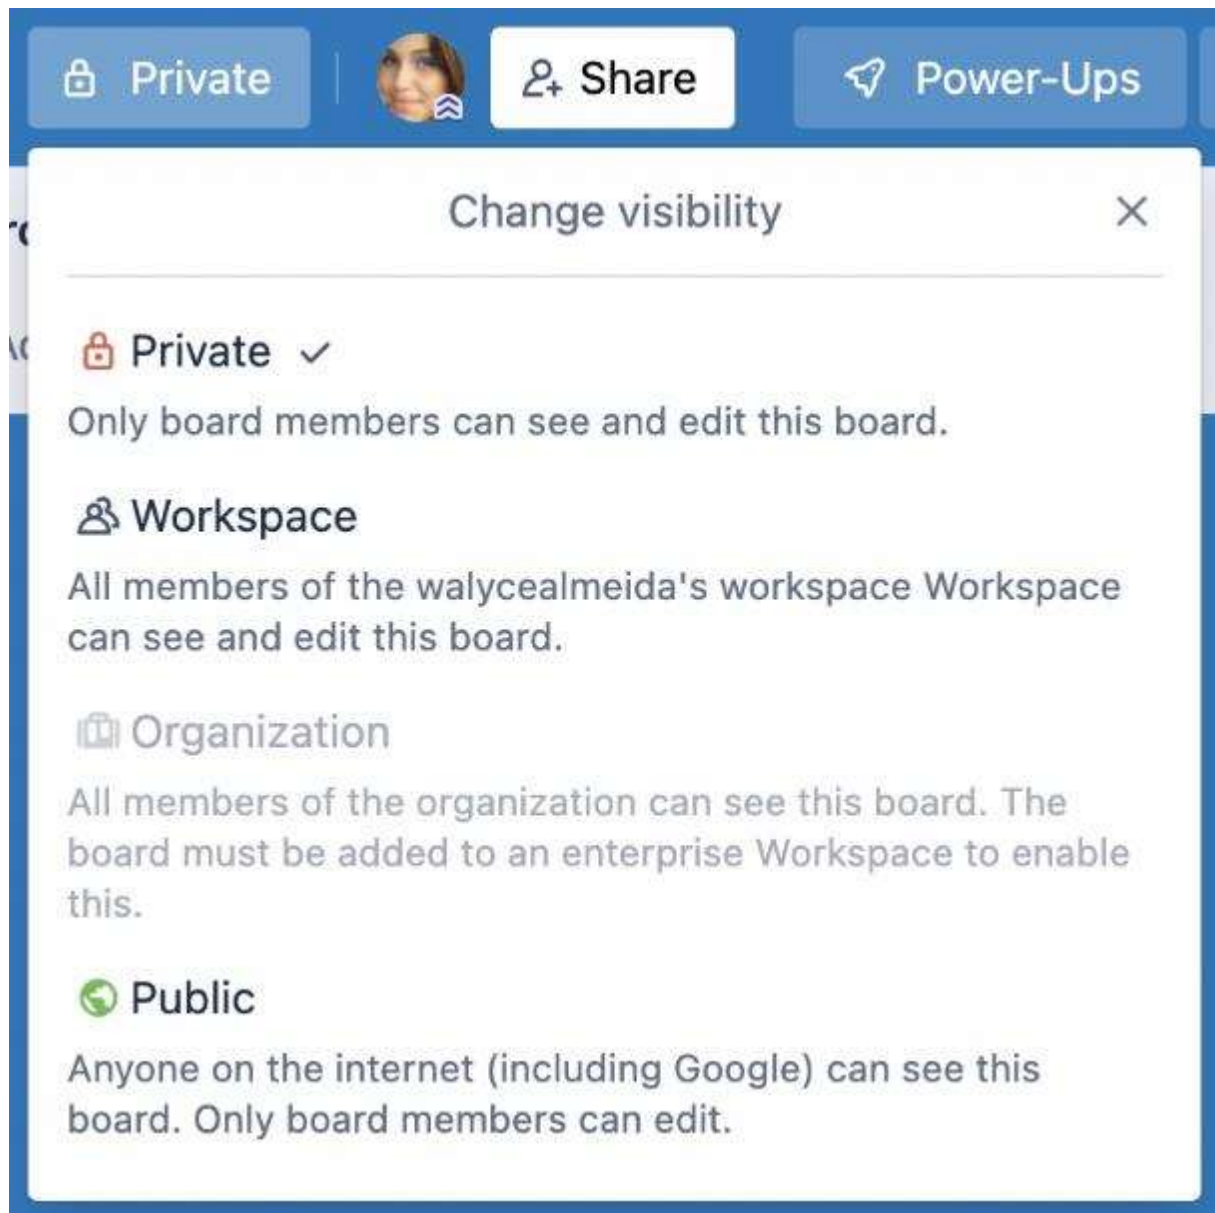 Private
Share
Power-Ups
Change visibility
Private
Only board members can see and edit this board.
Workspace
All members of the walycealmeida's workspace Workspace
can see and edit this board.
Organization
All members of the organization can see this board. The
board must be added to an enterprise Workspace to enable
this.
Public
Anyone on the internet (including Google) can see this
board. Only board members can edit.